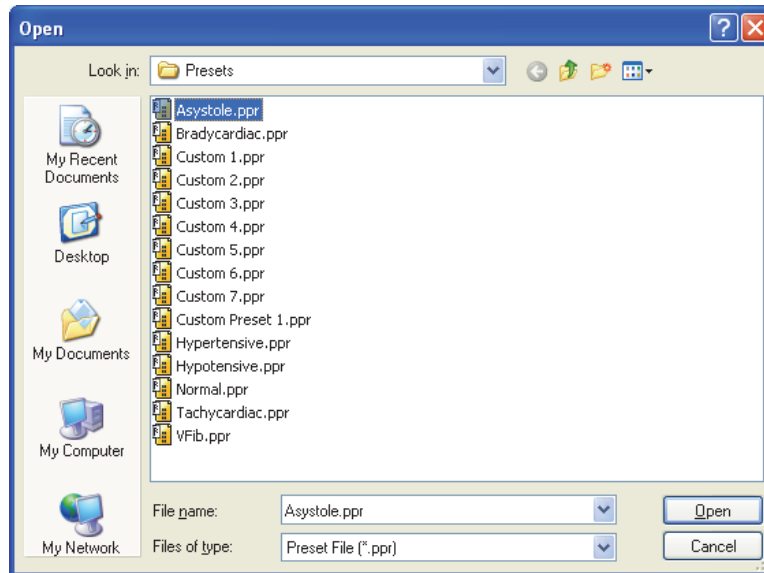 Open
Look in:
Presets
My Recent
Documents
Desktop
My Documents
My Computer
My Network
Asystole.ppr
Bradycardiac.ppr
Custom 1.ppr
Custom 2.ppr
Custom 3.ppr
Custom 4.ppr
Custom 5.ppr
Custom 6.ppr
Custom 7.ppr
Custom Preset 1.ppr
Hypertensive.ppr
Hypotensive.ppr
Normal.ppr
Tachycardiac.ppr
VFib.ppr
File name:
Asystole.ppr
Open
Files of type:
Preset File (*.ppr)
Cancel